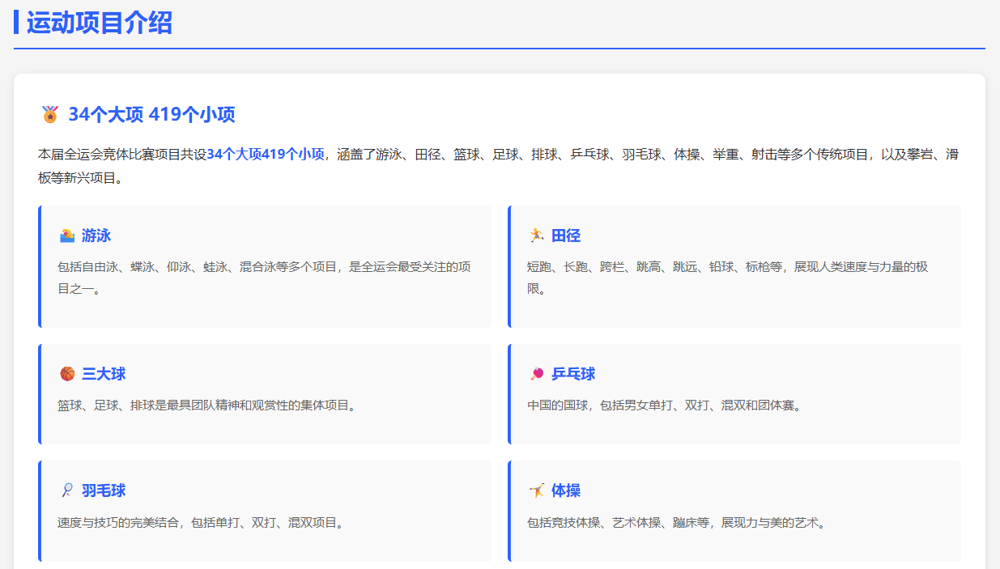 运动项目介绍
34个大项 419个小项
本届全运会竞体比赛项目共设34个大项419个小项，涵盖了游泳、田径、篮球、足球、排球、乒乓球、羽毛球、体操、举重、射击等多个传统项目，以及攀岩、滑
板等新兴项目。
游泳
包括自由泳、蝶泳、仰泳、蛙泳、混合泳等多个项目，是全运会最受关注的项
目之一。
田径
短跑、长跑、跨栏、跳高、跳远、铅球、标枪等，展现人类速度与力量的极
限。
三大球
篮球、足球、排球是最具团队精神和观赏性的集体项目。
乒乓球
中国的国球，包括男女单打、双打、混双和团体赛。
羽毛球
速度与技巧的完美结合，包括单打、双打、混双项目。
体操
包括竞技体操、艺术体操、蹦床等，展现力与美的艺术。